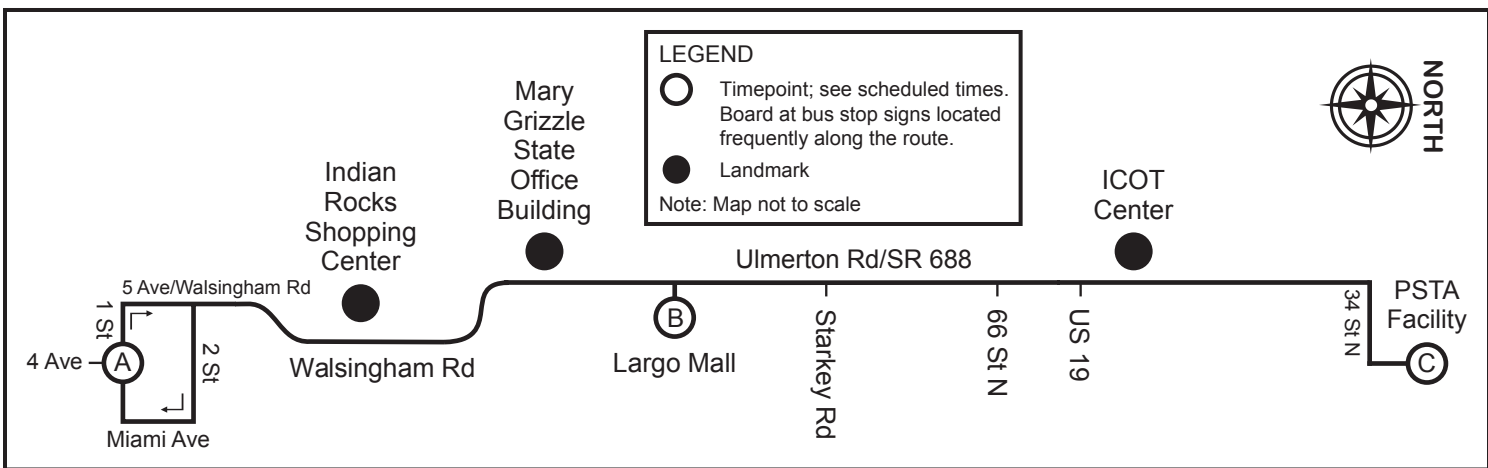 LEGEND
Timepoint; see scheduled times.
Board at bus stop signs located
frequently along the route.
Landmark
Note: Map not to scale
NORTH
Mary
Grizzle
State
Office
Building
Indian
Rocks
Shopping
Center
ICOT
Center
Ulmerton Rd/SR 688
5 Ave/Walsingham Rd
1 St
4 Ave
A
2 St
Miami Ave
Walsingham Rd
B
Largo Mall
Starkey Rd
66 St N
US 19
34 St N
PSTA
Facility
C